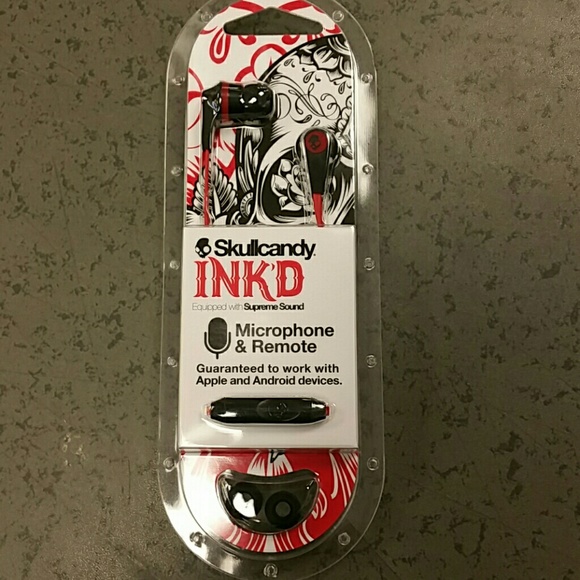 Skullcandy
INK'D
Equipped with Supreme Sound
Microphone
& Remote
Guaranteed to work with
Apple and Android devices.